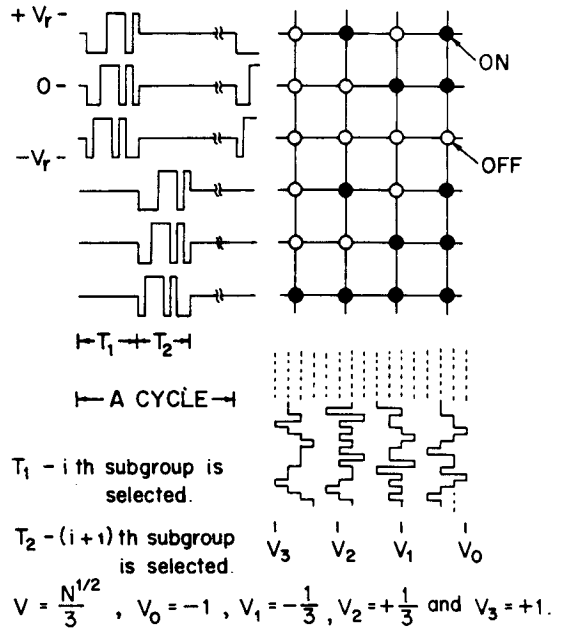 + Vr -
0 -
-Vr -
ON
OFF
T1 T2
A CYCLE
T1 - i th subgroup is
selected.
T2 - (i + 1) th subgroup
is selected.
V3 V2 V1 V0
V = N^1/2 / 3 , V0 = -1 , V1 = -1/3 , V2 = +1/3 and V3 = +1.